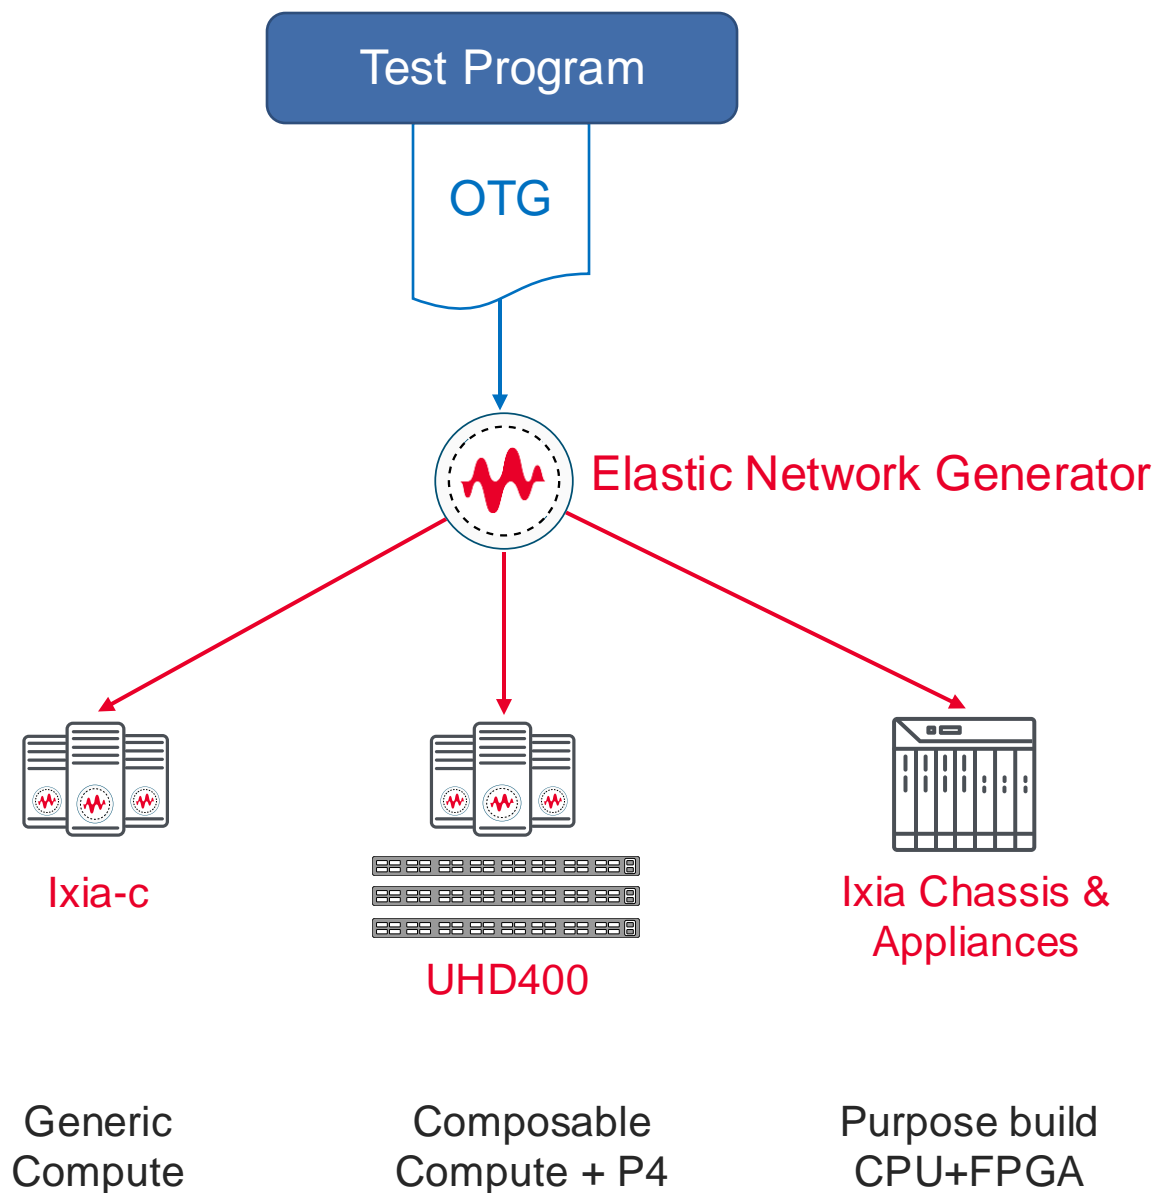 Test Program
OTG
Elastic Network Generator
Ixia-c
UHD400
Ixia Chassis &
Appliances
Generic
Compute
Composable
Compute + P4
Purpose build
CPU+FPGA